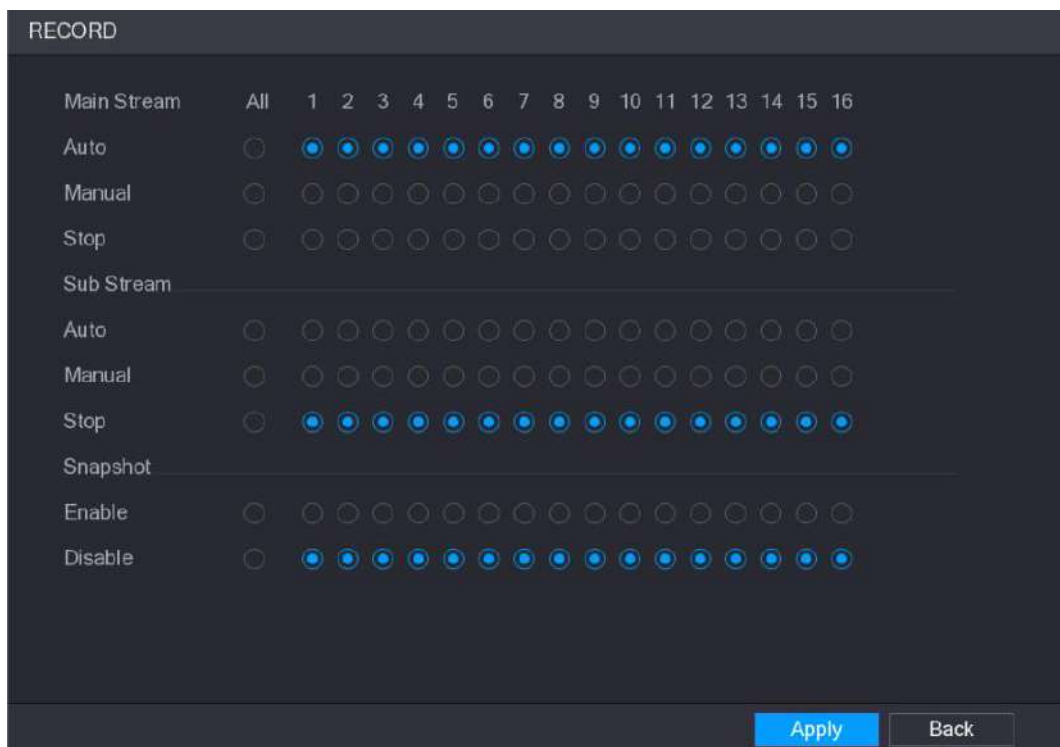 RECORD
Main Stream All 1 2 3 4 5 6 7 8 9 10 11 12 13 14 15 16
Auto
Manual
Stop
Sub Stream
Auto
Manual
Stop
Snapshot
Enable
Disable
Apply Back